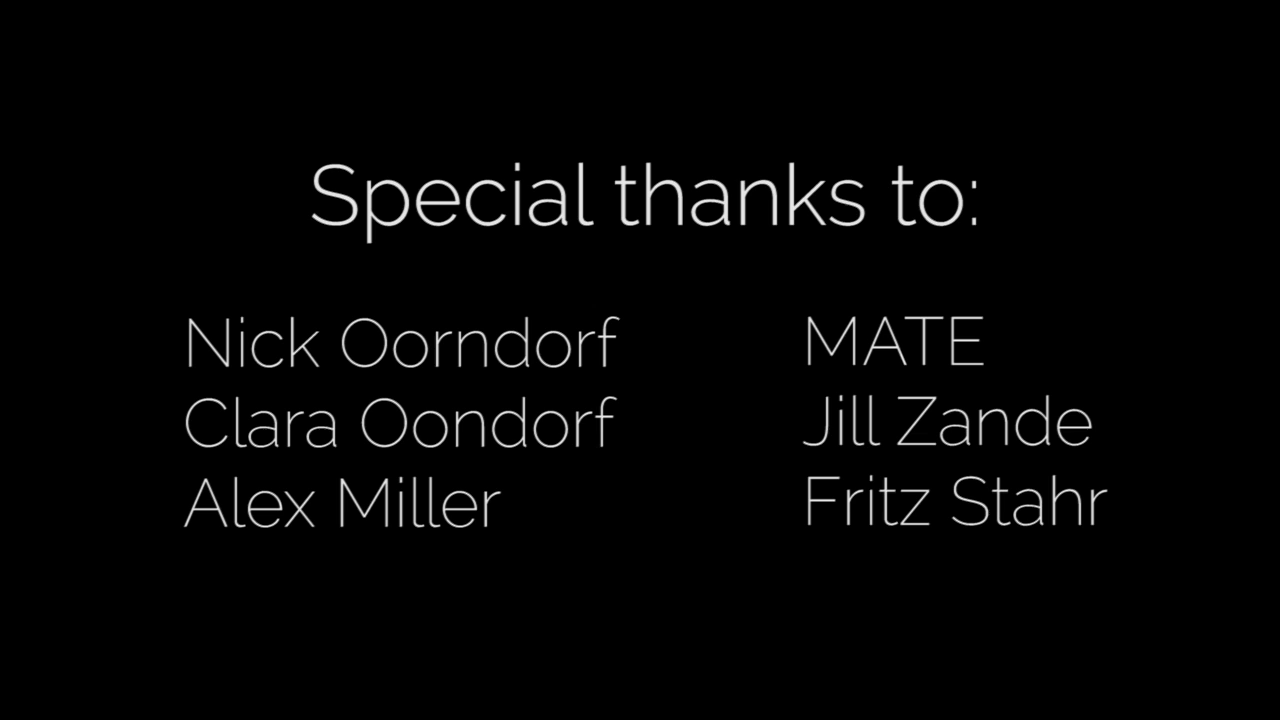 Special thanks to:
Nick Oorndorf
Clara Oondorf
Alex Miller
MATE
Jill Zande
Fritz Stahr